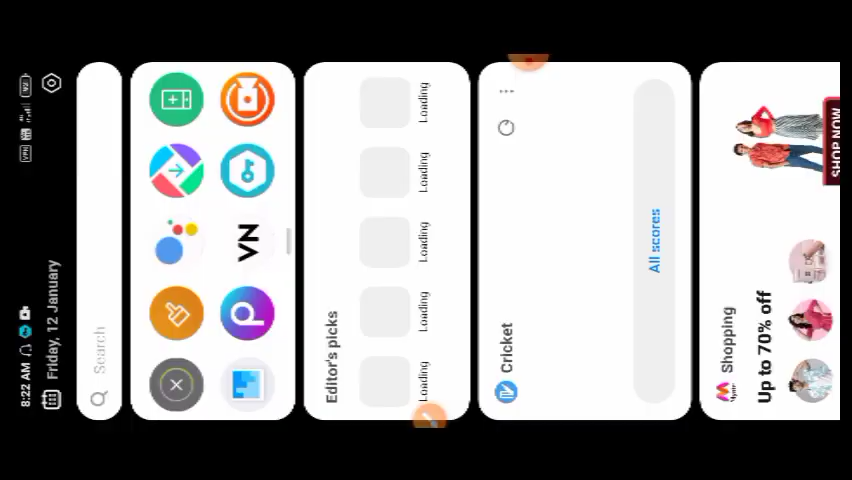 8:22 AM
VPN
Friday, 12 January
Search
VN
Editor's picks
Loading
Loading
Loading
Loading
Loading
Cricket
All scores
Shopping
Up to 70% off
SHOP NOW